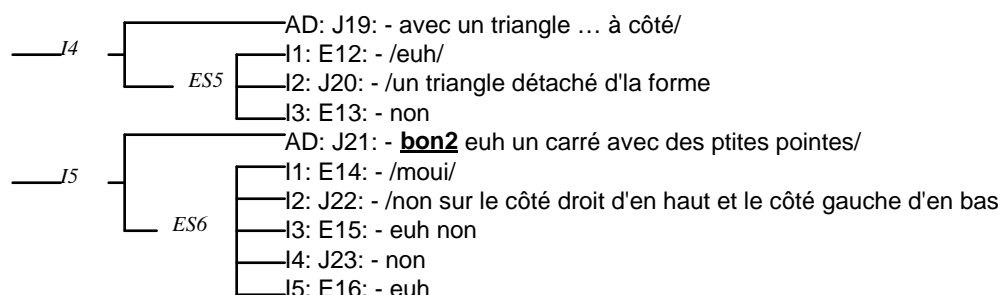 AD: J19: - avec un triangle … à côté/
I4
I1: E12: - /euh/
ES5
I2: J20: - /un triangle détaché d'la forme
I3: E13: - non
AD: J21: - bon2 euh un carré avec des ptites pointes/
I1: E14: - /moui/
I5
I2: J22: - /non sur le côté droit d'en haut et le côté gauche d'en bas
ES6
I3: E15: - euh non
I4: J23: - non
I5: E16: - euh